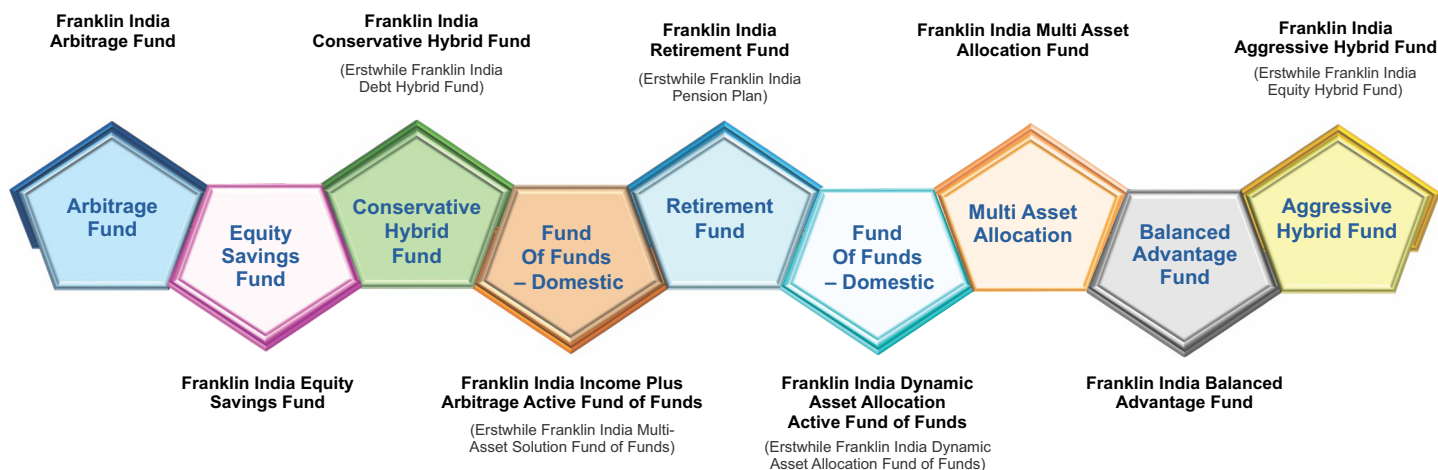 Franklin India
Arbitrage Fund
Franklin India
Conservative Hybrid Fund
(Erstwhile Franklin India
Debt Hybrid Fund)
Franklin India
Retirement Fund
(Erstwhile Franklin India
Pension Plan)
Franklin India Multi Asset
Allocation Fund
Franklin India
Aggressive Hybrid Fund
(Erstwhile Franklin India
Equity Hybrid Fund)
Arbitrage
Fund
Equity
Savings
Fund
Conservative
Hybrid
Fund
Fund
Of Funds
– Domestic
Retirement
Fund
Fund
Of Funds
– Domestic
Multi Asset
Allocation
Balanced
Advantage
Fund
Aggressive
Hybrid Fund
Franklin India Equity
Savings Fund
Franklin India Income Plus
Arbitrage Active Fund of Funds
(Erstwhile Franklin India Multi-
Asset Solution Fund of Funds)
Franklin India Dynamic
Asset Allocation
Active Fund of Funds
(Erstwhile Franklin India Dynamic
Asset Allocation Fund of Funds)
Franklin India Balanced
Advantage Fund